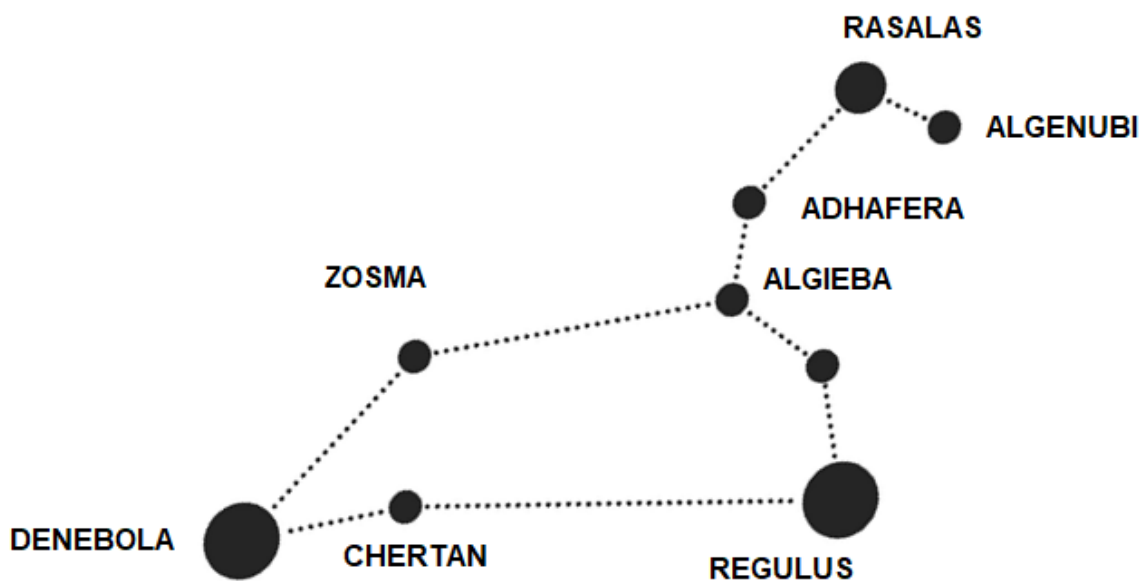 RASALAS
ALGENUBI
ADHAFERA
ZOSMA
ALGIEBA
DENEBOLA
CHERTAN
REGULUS